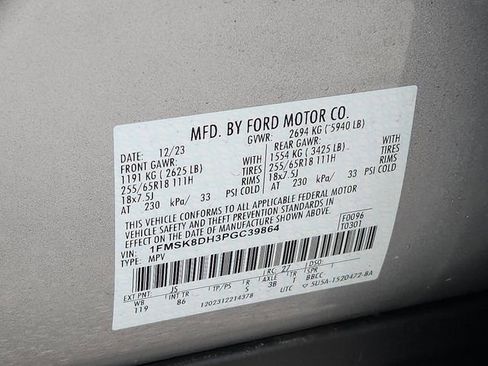 MFD. BY FORD MOTOR CO.
DATE: 12/23 GVWR: 2694 KG ( 5940 LB)
FRONT GAWR: REAR GAWR:
1191 KG ( 2625 LB) WITH 1554 KG ( 3425 LB) WITH
255/65R18 111H TIRES 255/65R18 111H TIRES
18x7.5J RIMS 18x7.5J RIMS
AT 230 kPa/ 33 PSI COLD AT 230 kPa/ 33 PSI COLD
THIS VEHICLE CONFORMS TO ALL APPLICABLE FEDERAL MOTOR
VEHICLE SAFETY AND THEFT PREVENTION STANDARDS IN
EFFECT ON THE DATE OF MANUFACTURE SHOWN ABOVE.
VIN: 1FMSK8DH3PGC39864 F0096
TYPE: MPV T0301
EXT PNT: JS RC: 27 DSO:
WB INT TR TP/PS R AXLE TR SPR
119 86 S 3B 1 BBCC
1202312214378 UTC 5U5A-1520472-BA